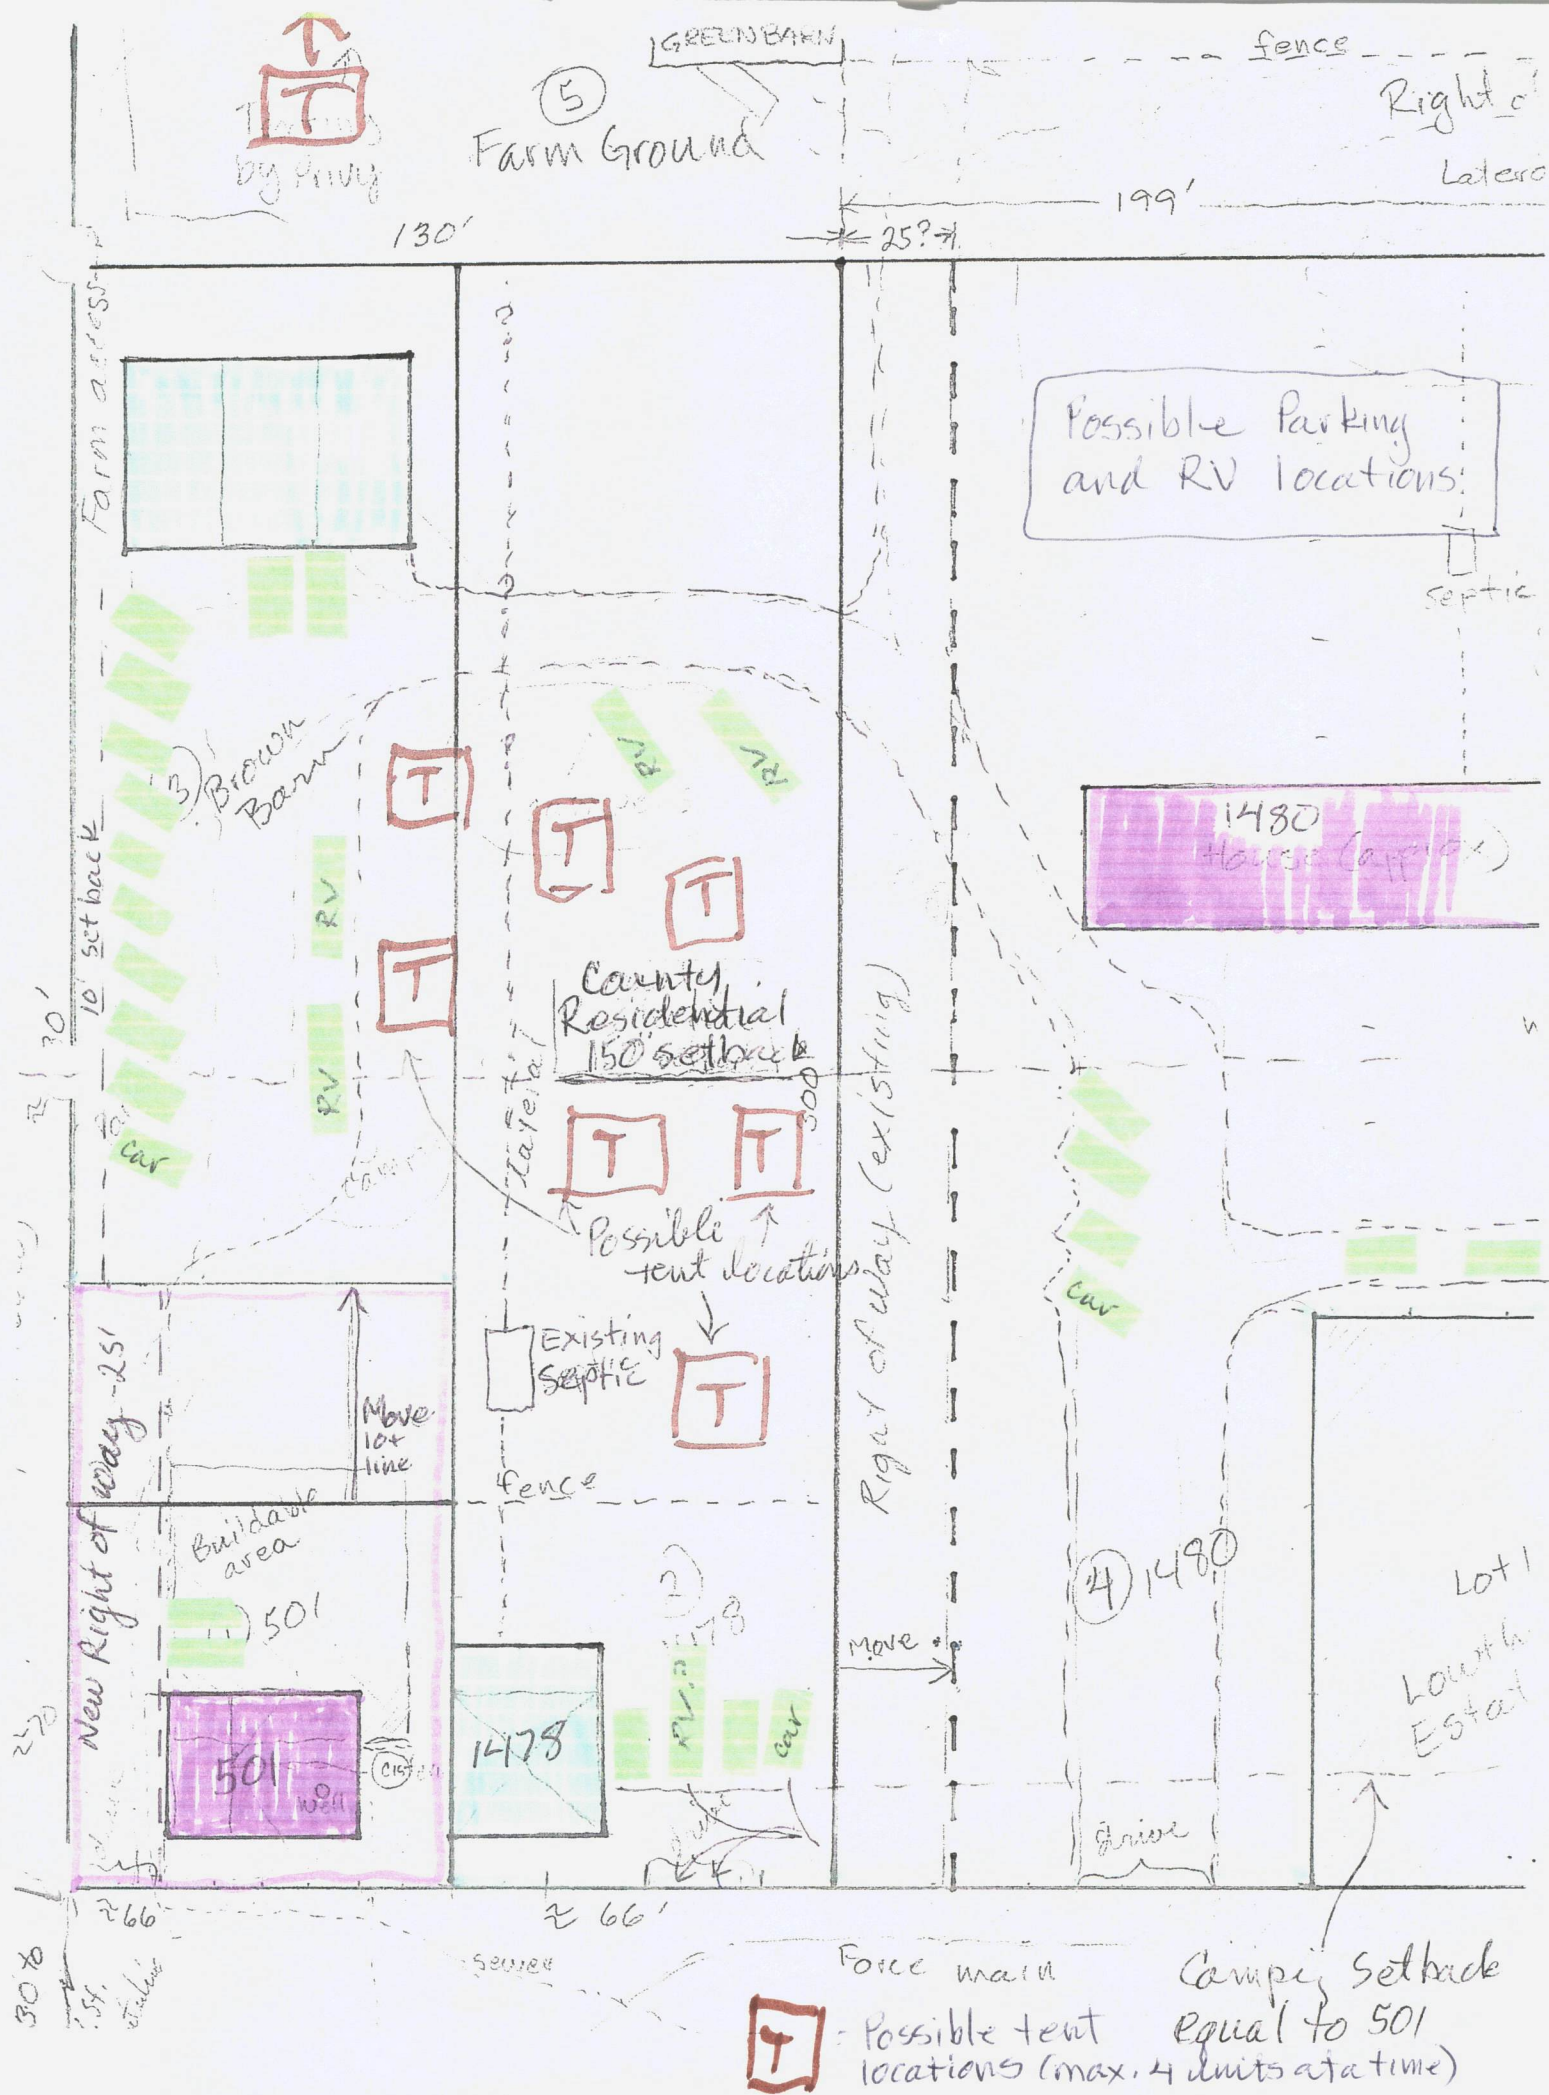 GREEN BARN
fence
T
5
Right o
by Privy
Farm Ground
Latera
199'
130'
25?
Farm access
Possible Parking
and RV locations
septic
3) Brown
Barn
RV
RV
T
T
T
1480
House (approx)
RV
10' setback
T
County
Residential
150' setback
30'
RV
lateral
300'
Right of Way (existing)
T
T
car
Possible
tent locations
car
Existing
Septic
T
New Right of Way - 25'
Move
lot
line
fence
Buildable
area
501
2)
1478
4 1480
Lot 1
Move
501
Well
1478
RV
car
drive
≈ 66'
≈ 66'
sewer
Force main
Setback
equal to 501
T - Possible tent
locations (max. 4 units at a time)